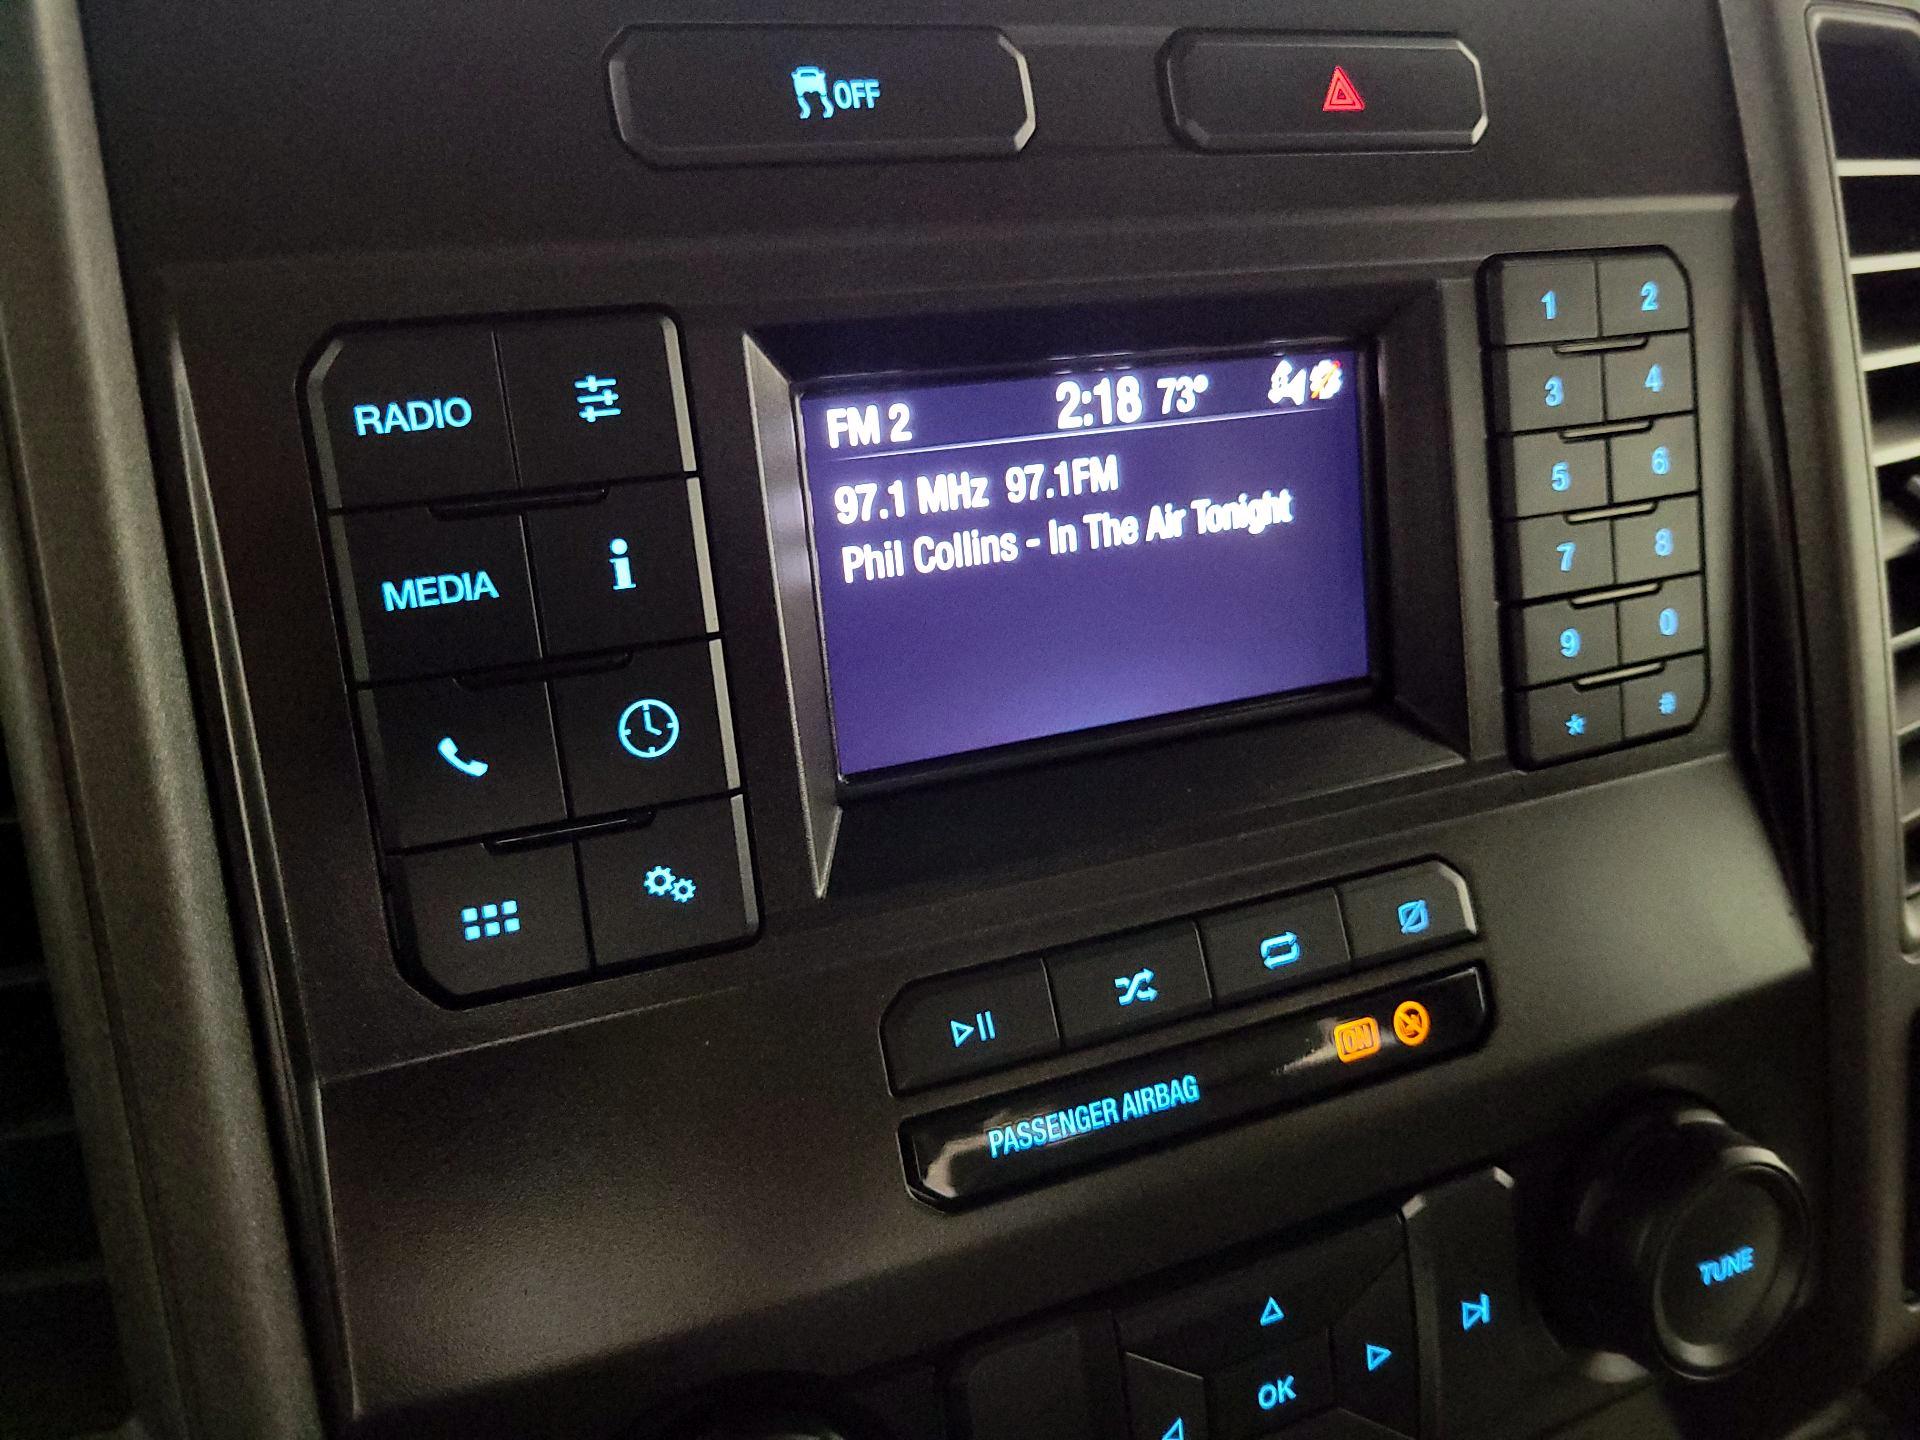 OFF
RADIO
MEDIA
FM 2 2:18 73°
97.1 MHz 97.1FM
Phil Collins - In The Air Tonight
1 2
3 4
5 6
7 8
9 0
* #
PASSENGER AIRBAG ON
TUNE
OK